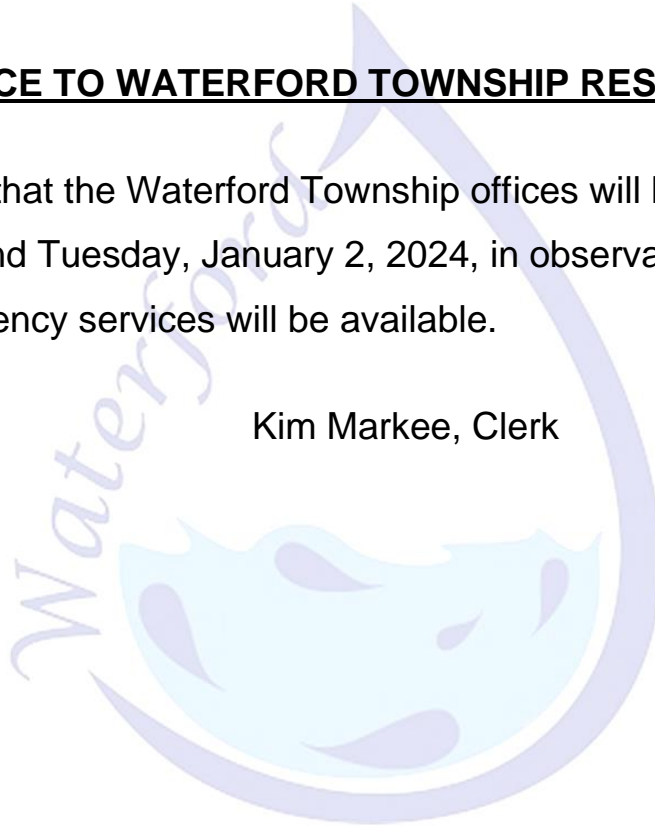 CE TO WATERFORD TOWNSHIP RES
that the Waterford Township offices will
nd Tuesday, January 2, 2024, in observa
ency services will be available.
Kim Markee, Clerk
Waterford